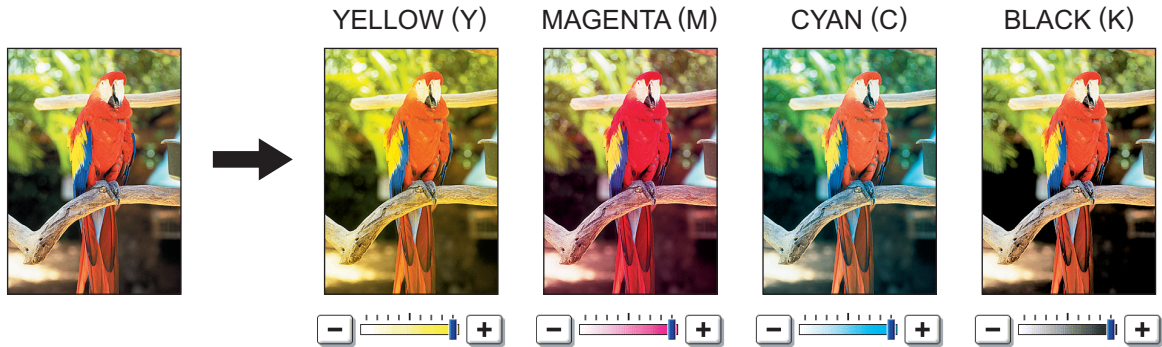 YELLOW (Y) MAGENTA (M) CYAN (C) BLACK (K)
− + − + − + − +